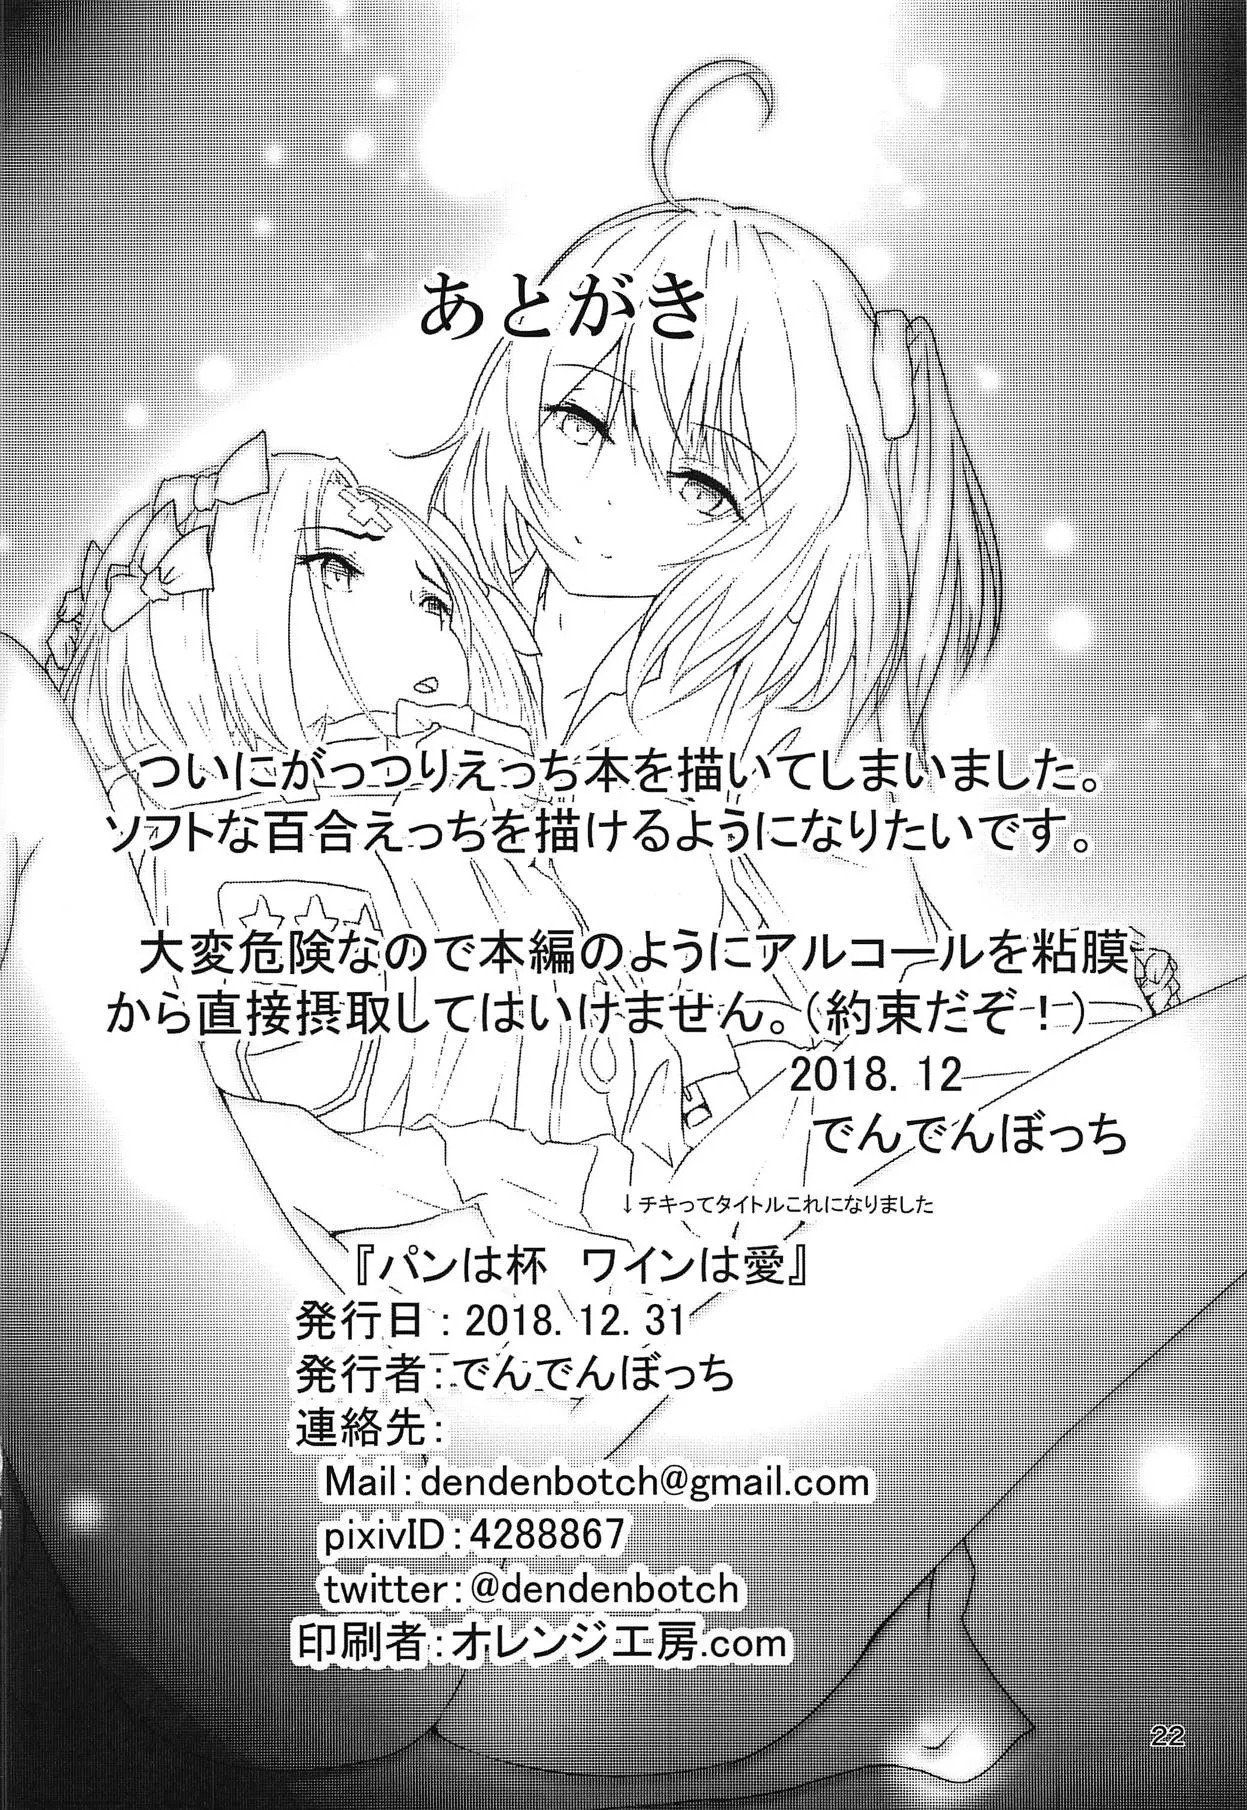 あとがき
ついにがっつりえっち本を描いてしまいました。
ソフトな百合えっちを描けるようになりたいです。
大変危険なので本編のようにアルコールを粘膜
から直接摂取してはいけません。(約束だぞ！)
2018.12
でんでんぼっち
↓チキってタイトルこれになりました
『パンは杯　ワインは愛』
発行日：2018.12.31
発行者：でんでんぼっち
連絡先：
Mail：dendenbotch@gmail.com
pixivID：4288867
twitter：@dendenbotch
印刷者：オレンジ工房.com
22